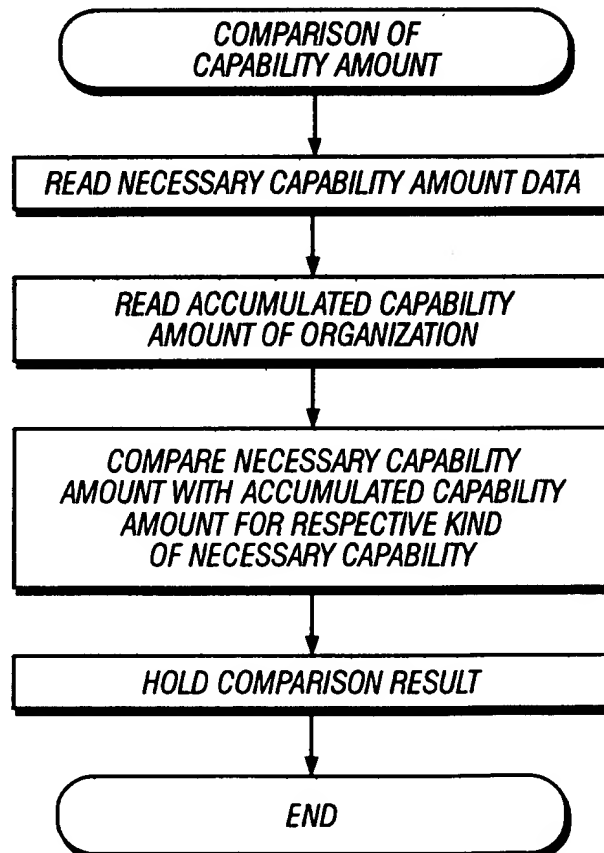 COMPARISON OF
CAPABILITY AMOUNT
READ NECESSARY CAPABILITY AMOUNT DATA
READ ACCUMULATED CAPABILITY
AMOUNT OF ORGANIZATION
COMPARE NECESSARY CAPABILITY
AMOUNT WITH ACCUMULATED CAPABILITY
AMOUNT FOR RESPECTIVE KIND
OF NECESSARY CAPABILITY
HOLD COMPARISON RESULT
END